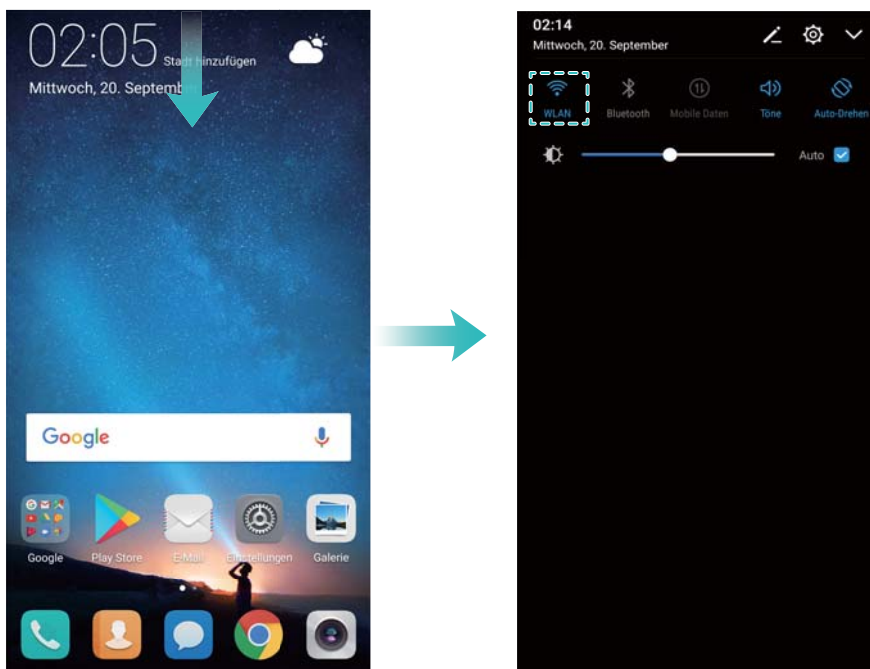 02:05
Stadt hinzufügen
Mittwoch, 20. September
Google
Google
Play Store
E-Mail
Einstellungen
Galerie
02:14
Mittwoch, 20. September
WLAN
Bluetooth
Mobile Daten
Töne
Auto-Drehen
Auto